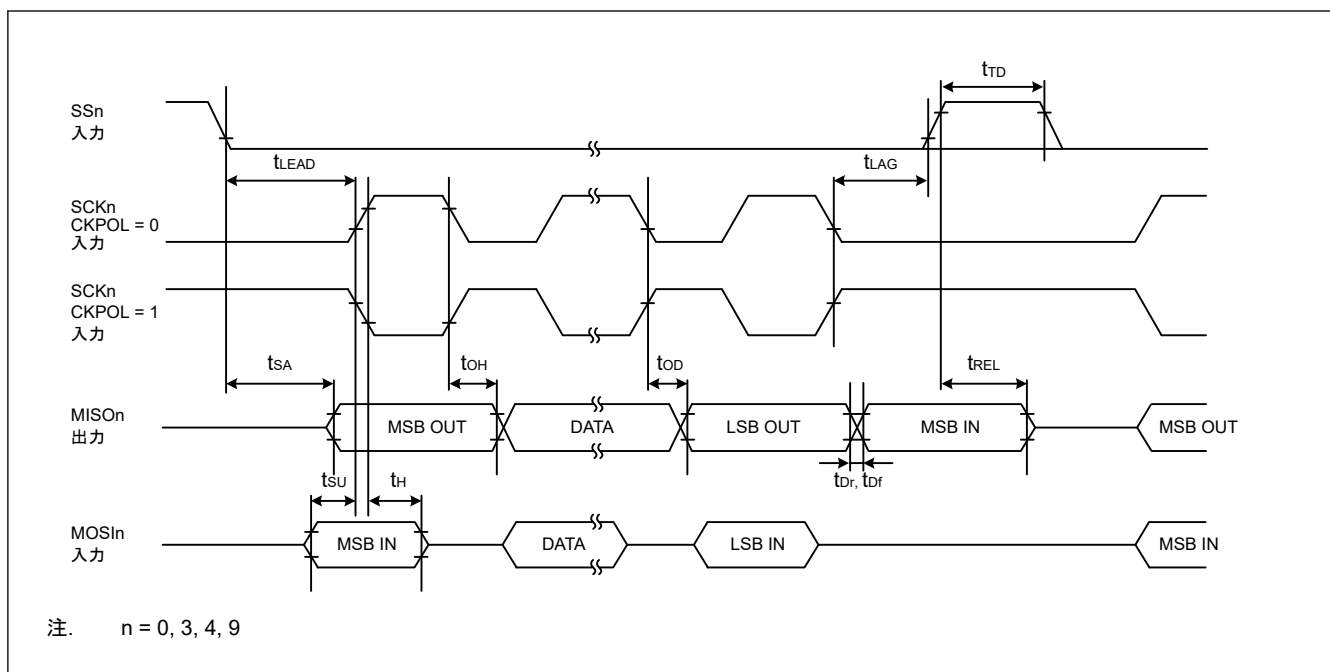 tTD
SSn
入力
tLEAD
tLAG
SCKn
CKPOL = 0
入力
SCKn
CKPOL = 1
入力
tSA
tOH
tOD
tREL
MISOn
出力
MSB OUT
DATA
LSB OUT
MSB IN
MSB OUT
tSU
tH
tDr, tDf
MOSIn
入力
MSB IN
DATA
LSB IN
MSB IN
注. n = 0, 3, 4, 9